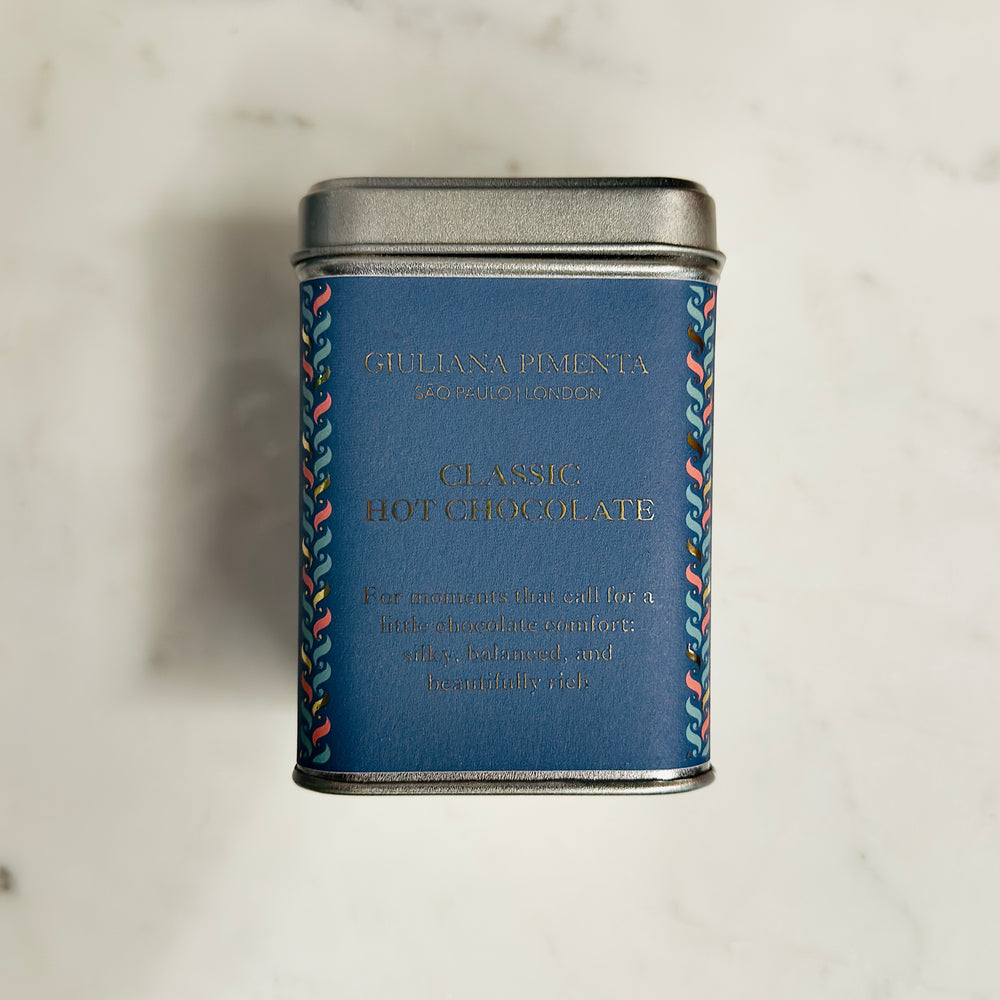 GIULIANA PIMENTA
SÃO PAULO | LONDON
CLASSIC
HOT CHOCOLATE
For moments that call for a
little chocolate comfort:
silky, balanced, and
beautifully rich